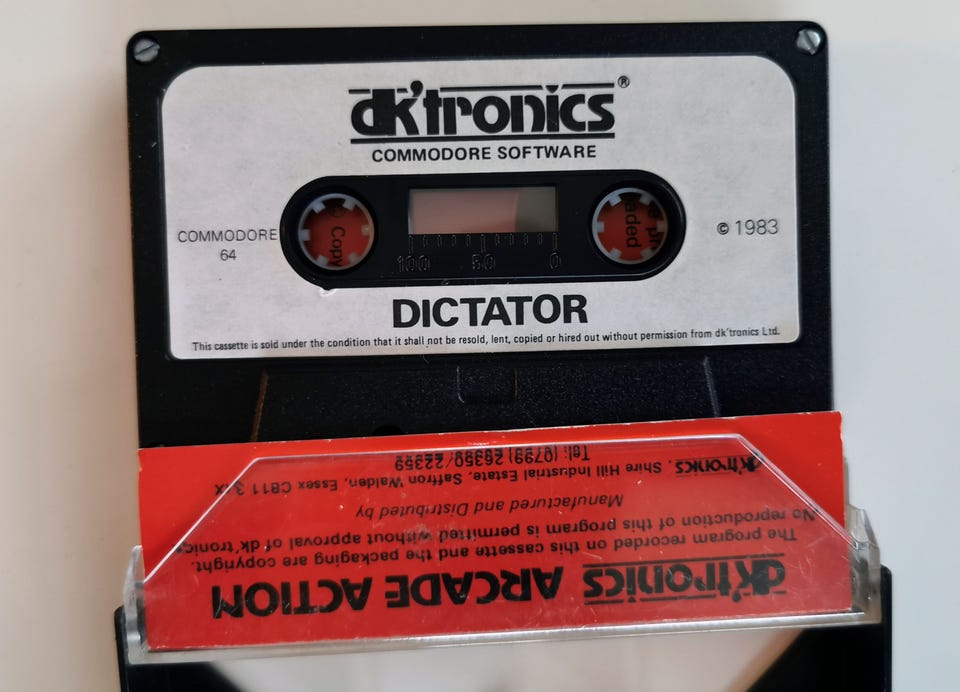 dk'tronics®
COMMODORE SOFTWARE
COMMODORE
64
© 1983
100 50 0
DICTATOR
This cassette is sold under the condition that it shall not be resold, lent, copied or hired out without permission from dk'tronics Ltd.
dk'tronics ARCADE ACTION
The program recorded on this cassette and the packaging are copyright.
No reproduction of this program is permitted without approval of dk'tronics
Manufactured and Distributed by
dk'tronics, Shire Hill Industrial Estate, Saffron Walden, Essex CB11
Tel: (0799) 26350/22359